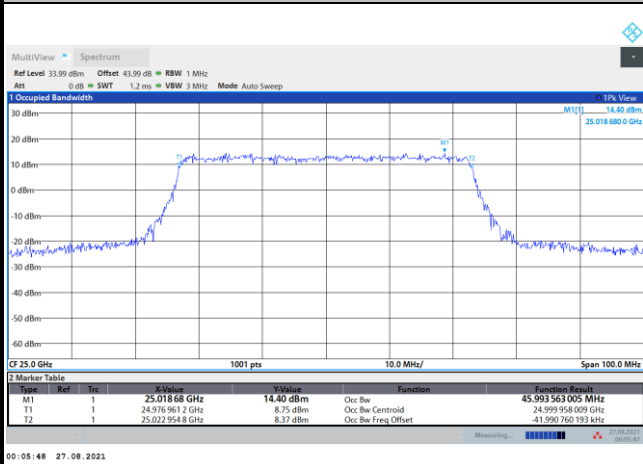 MultiView Spectrum
Ref Level 33.99 dBm Offset 43.99 dB RBW 1 MHz
Att 0 dB SWT 1.2 ms VBW 3 MHz Mode Auto Sweep
1 Occupied Bandwidth 1Pk View
M1[1] 14.40 dBm
25.018 680 0 GHz
30 dBm
20 dBm
M1
T1 T2
10 dBm
0 dBm
-10 dBm
-20 dBm
-30 dBm
-40 dBm
-50 dBm
-60 dBm
CF 25.0 GHz 1001 pts 10.0 MHz/ Span 100.0 MHz
2 Marker Table
Type Ref Trc X-Value Y-Value Function Function Result
M1 1 25.018 68 GHz 14.40 dBm Occ Bw 45.993 563 005 MHz
T1 1 24.976 961 2 GHz 8.75 dBm Occ Bw Centroid 24.999 958 009 GHz
T2 1 25.022 954 8 GHz 8.37 dBm Occ Bw Freq Offset -41.990 760 193 kHz
Measuring... 27.08.2021
00:05:47
00:05:48 27.08.2021